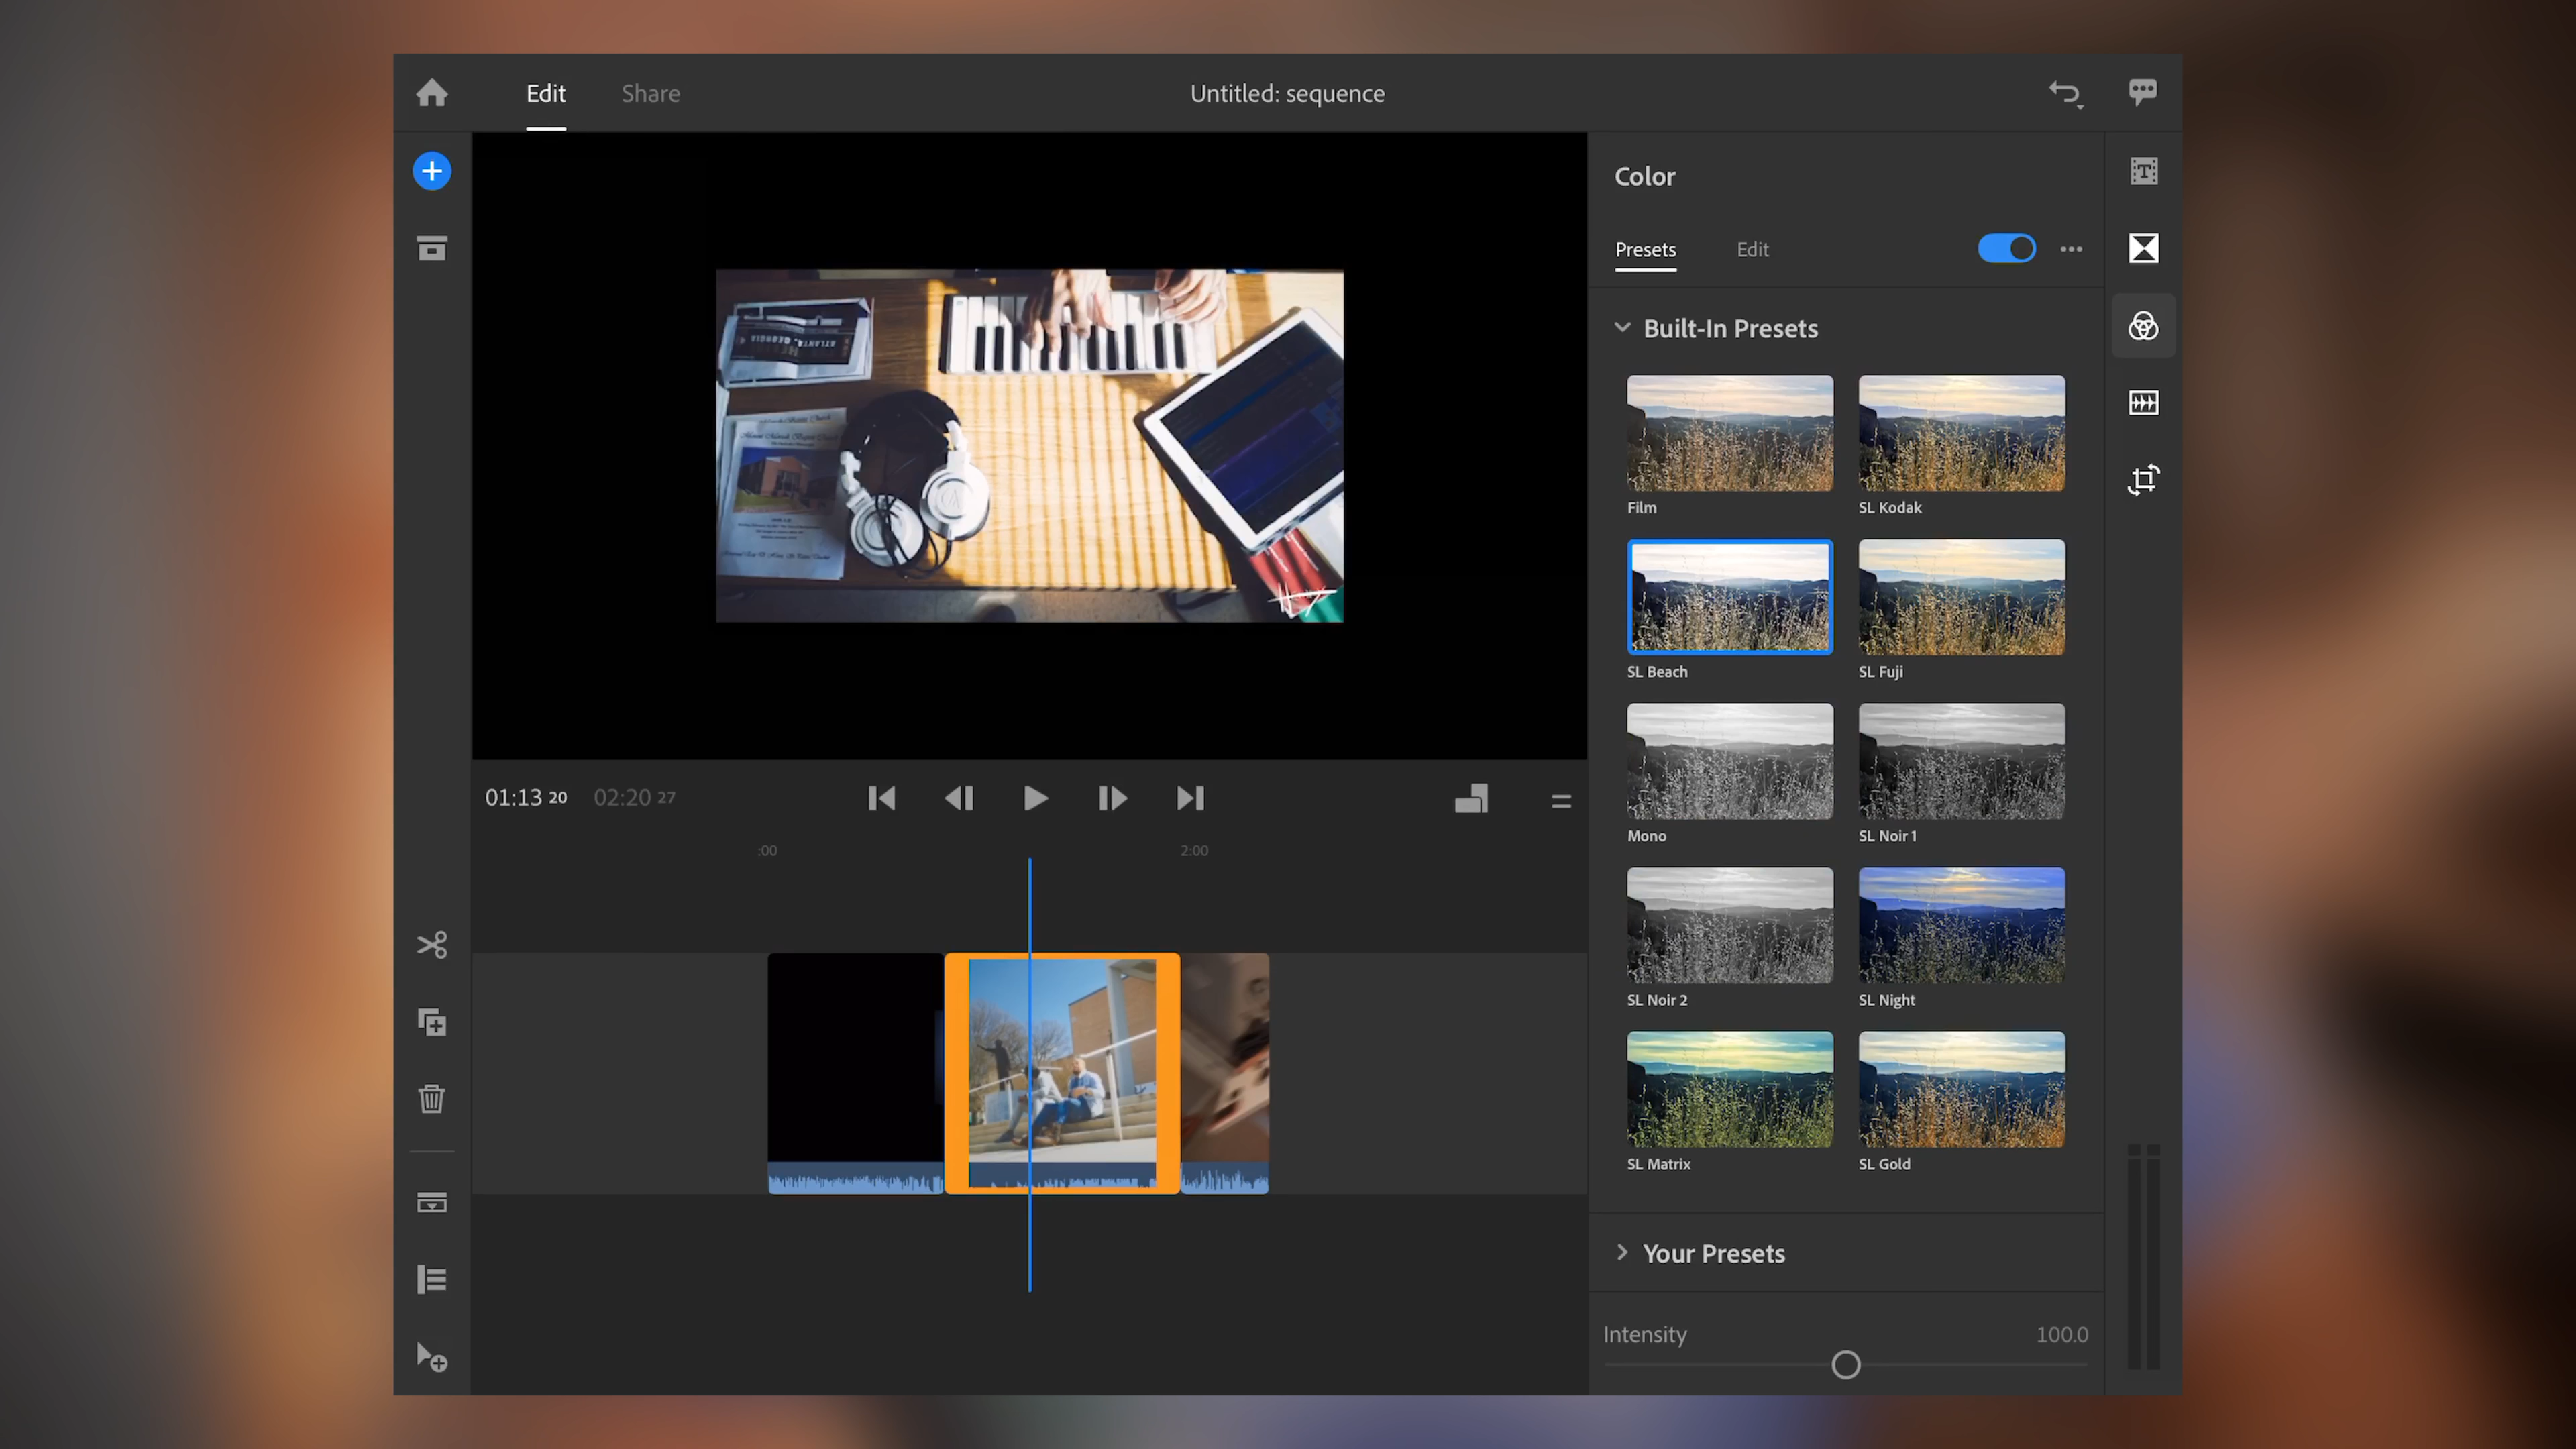 Edit
Share
Untitled: sequence
Color
Presets
Edit
Built-In Presets
Film
SL Kodak
SL Beach
SL Fuji
Mono
SL Noir 1
SL Noir 2
SL Night
SL Matrix
SL Gold
Your Presets
Intensity
100.0
ATLANTA, GEORGIA
01:13 20
02:20 27
:00
2:00